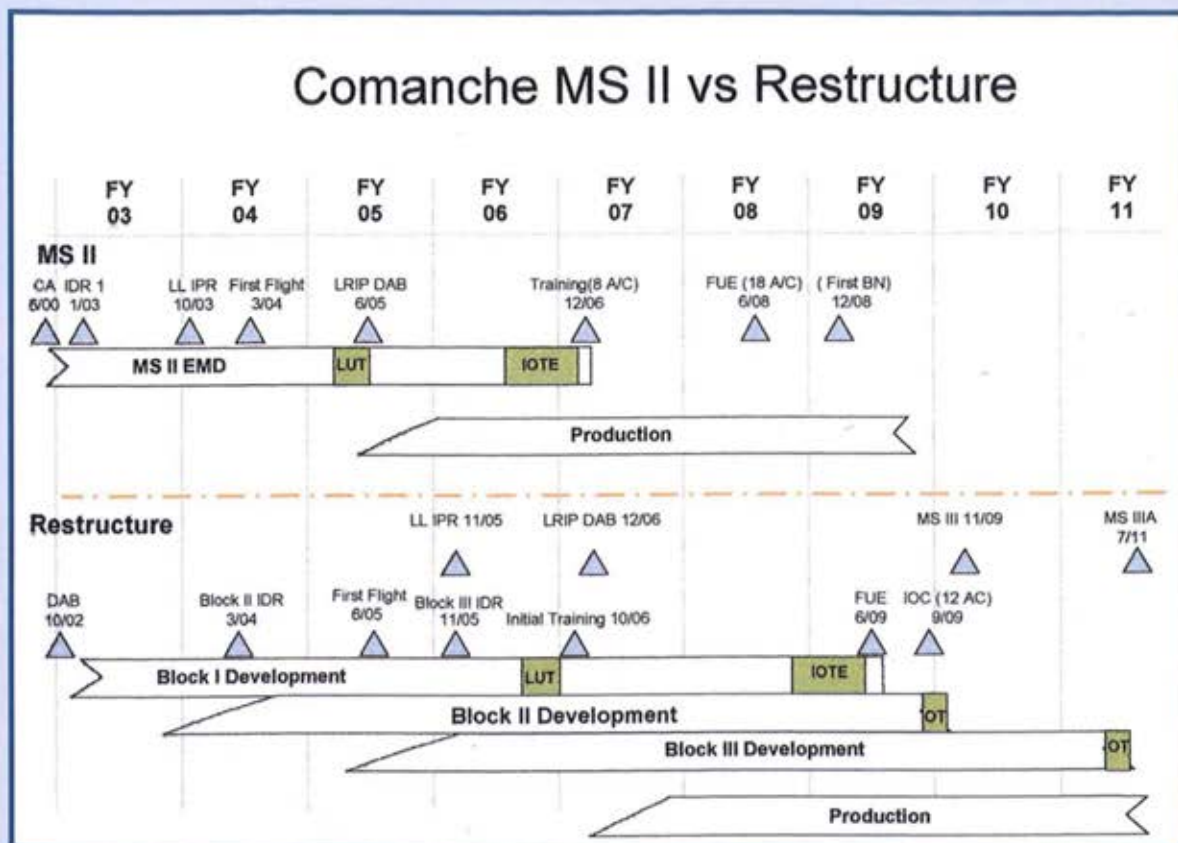 Comanche MS II vs Restructure
FY 03
FY 04
FY 05
FY 06
FY 07
FY 08
FY 09
FY 10
FY 11
MS II
CA
6/00
IDR 1
1/03
LL IPR
10/03
First Flight
3/04
LRIP DAB
6/05
Training(8 A/C)
12/06
FUE (18 A/C)
6/08
( First BN)
12/08
MS II EMD
LUT
IOTE
Production
Restructure
LL IPR 11/05
LRIP DAB 12/06
MS III 11/09
MS IIIA
7/11
DAB
10/02
Block II IDR
3/04
First Flight
6/05
Block III IDR
11/05
Initial Training 10/06
FUE
6/09
IOC (12 AC)
9/09
Block I Development
LUT
IOTE
Block II Development
OT
Block III Development
OT
Production